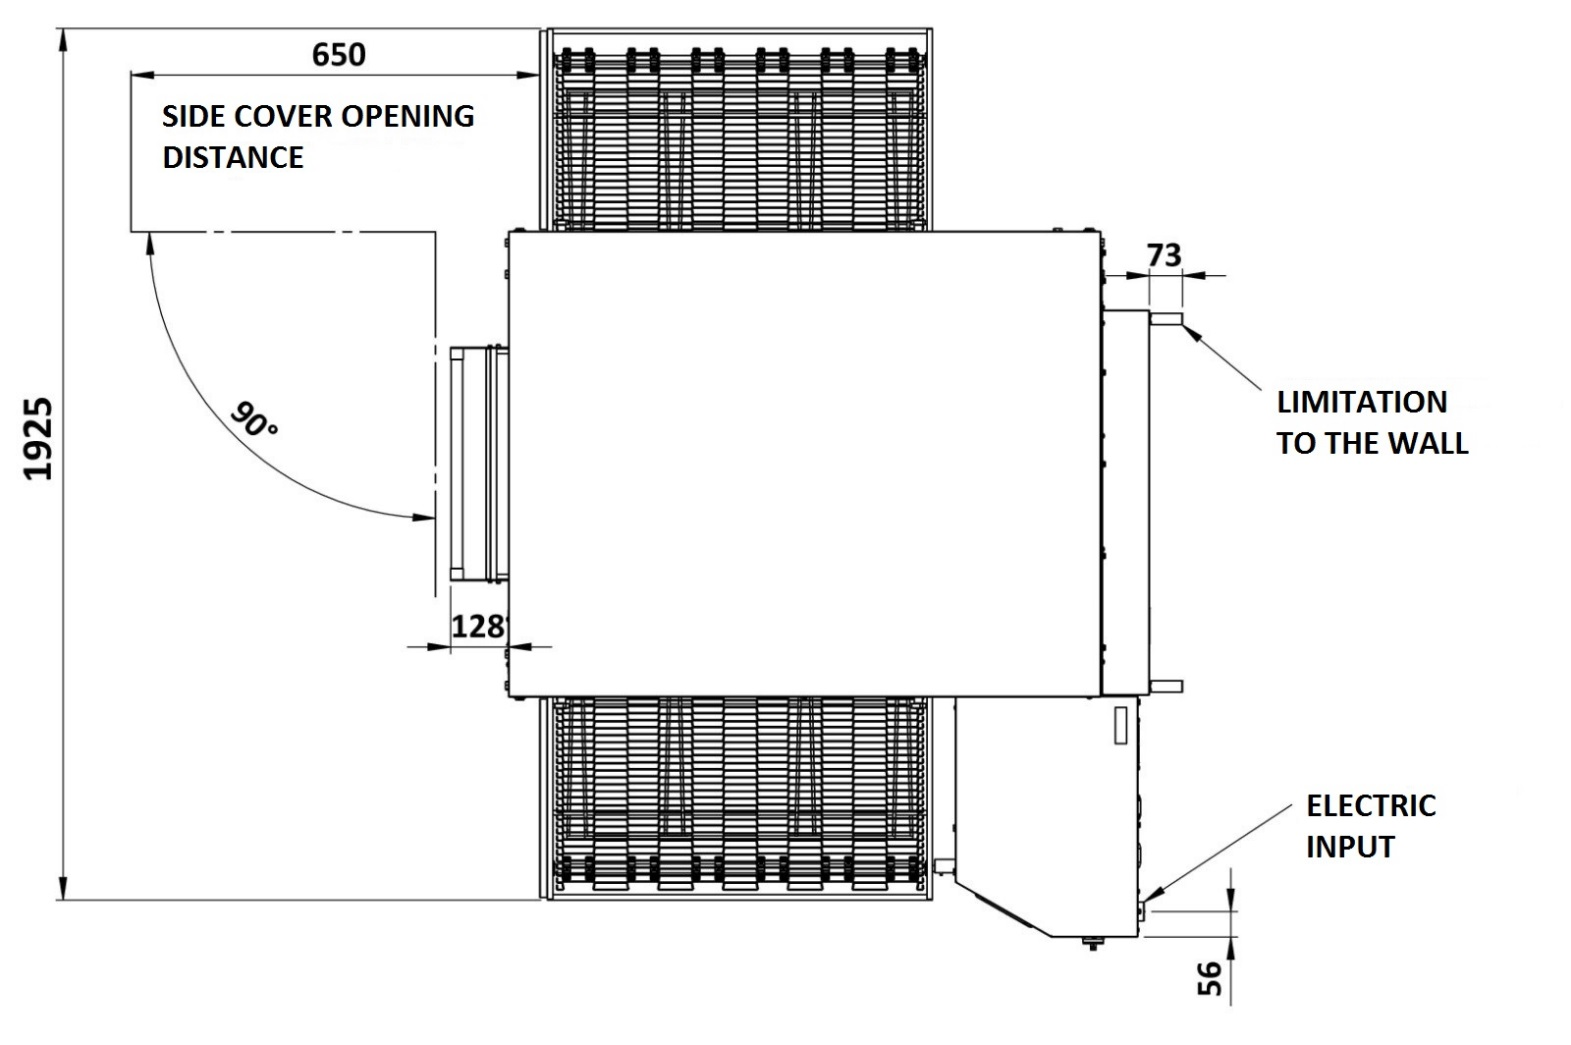 650
SIDE COVER OPENING
DISTANCE
73
LIMITATION
TO THE WALL
1925
90°
128
ELECTRIC
INPUT
56